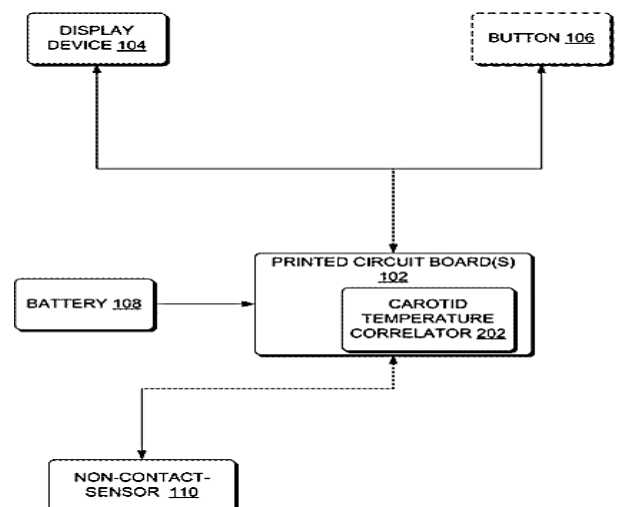 DISPLAY
DEVICE 104
BUTTON 106
PRINTED CIRCUIT BOARD(S)
102
BATTERY 108
CAROTID
TEMPERATURE
CORRELATOR 202
NON-CONTACT-
SENSOR 110